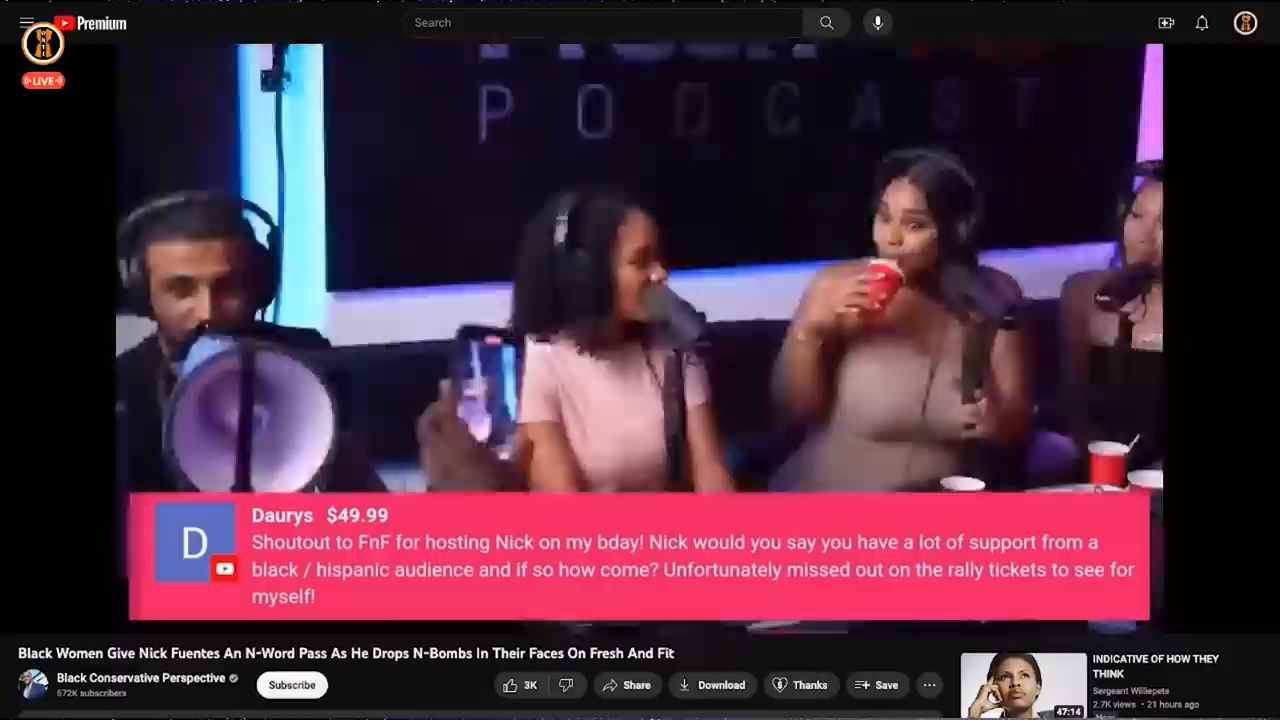 Premium
Search
LIVE
PODCAST
D
Daurys $49.99
Shoutout to FnF for hosting Nick on my bday! Nick would you say you have a lot of support from a
black / hispanic audience and if so how come? Unfortunately missed out on the rally tickets to see for
myself!
Black Women Give Nick Fuentes An N-Word Pass As He Drops N-Bombs In Their Faces On Fresh And Fit
Black Conservative Perspective
572K subscribers
Subscribe
3K
Share
Download
Thanks
Save
47:14
INDICATIVE OF HOW THEY
THINK
Sergeant Williepete
2.7K views • 21 hours ago